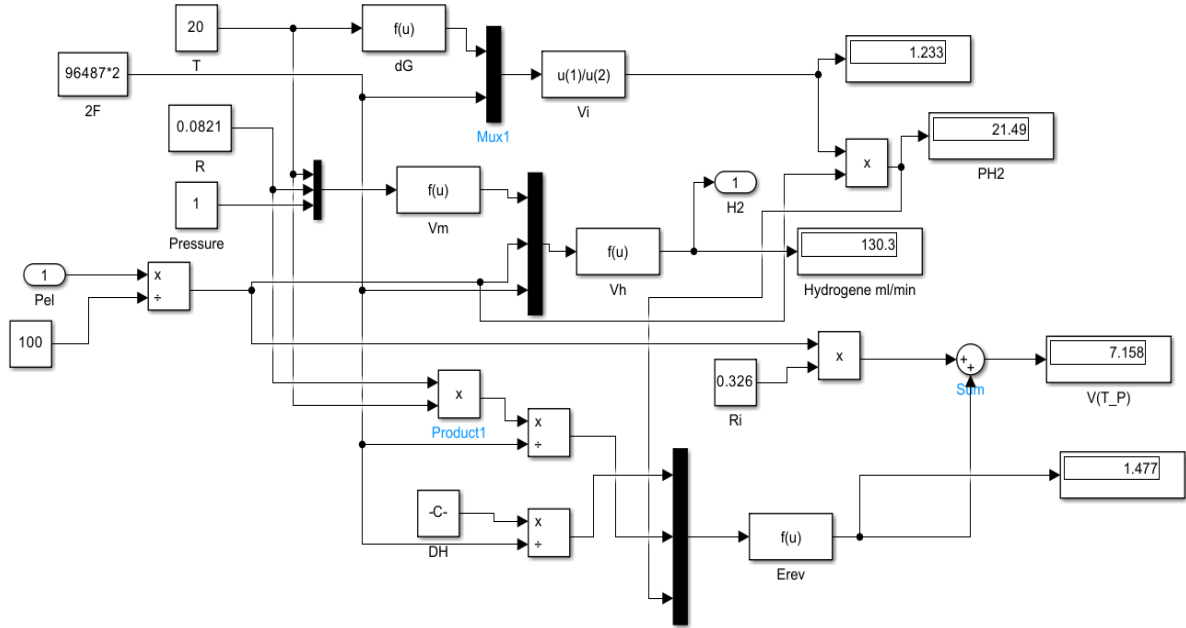 20
T
f(u)
dG
1.233
96487*2
2F
u(1)/u(2)
Vi
Mux1
0.0821
R
21.49
PH2
x
f(u)
Vm
1
H2
1
Pressure
f(u)
Vh
130.3
Hydrogene ml/min
1
Pel
x
÷
100
0.326
Ri
x
+
+
Sum
7.158
V(T_P)
x
Product1
x
÷
1.477
-C-
DH
x
÷
f(u)
Erev